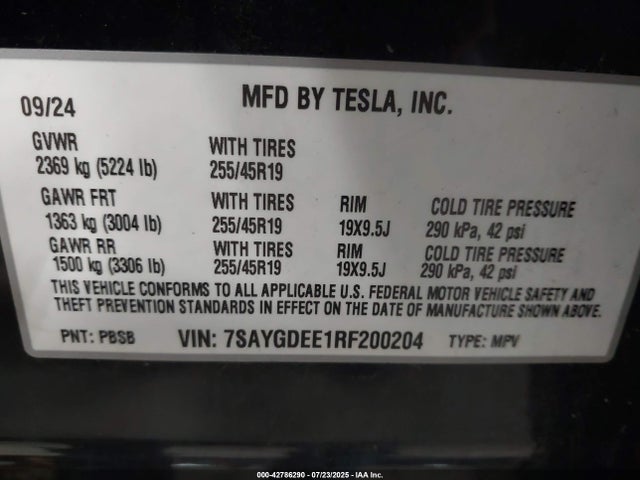 09/24 MFD BY TESLA, INC.
GVWR WITH TIRES
2369 kg (5224 lb) 255/45R19
GAWR FRT WITH TIRES RIM COLD TIRE PRESSURE
1363 kg (3004 lb) 255/45R19 19X9.5J 290 kPa, 42 psi
GAWR RR WITH TIRES RIM COLD TIRE PRESSURE
1500 kg (3306 lb) 255/45R19 19X9.5J 290 kPa, 42 psi
THIS VEHICLE CONFORMS TO ALL APPLICABLE U.S. FEDERAL MOTOR VEHICLE SAFETY AND
THEFT PREVENTION STANDARDS IN EFFECT ON THE DATE OF MANUFACTURE SHOWN ABOVE.
PNT: PBSB VIN: 7SAYGDEE1RF200204 TYPE: MPV
000-42786290 - 07/23/2025 - IAA Inc.